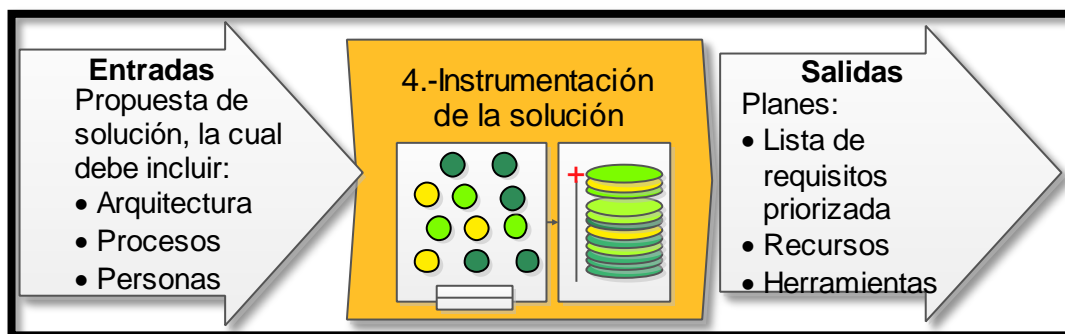 Entradas
Propuesta de
solución, la cual
debe incluir:
• Arquitectura
• Procesos
• Personas
4.-Instrumentación
de la solución
+
Salidas
Planes:
• Lista de
requisitos
priorizada
• Recursos
• Herramientas